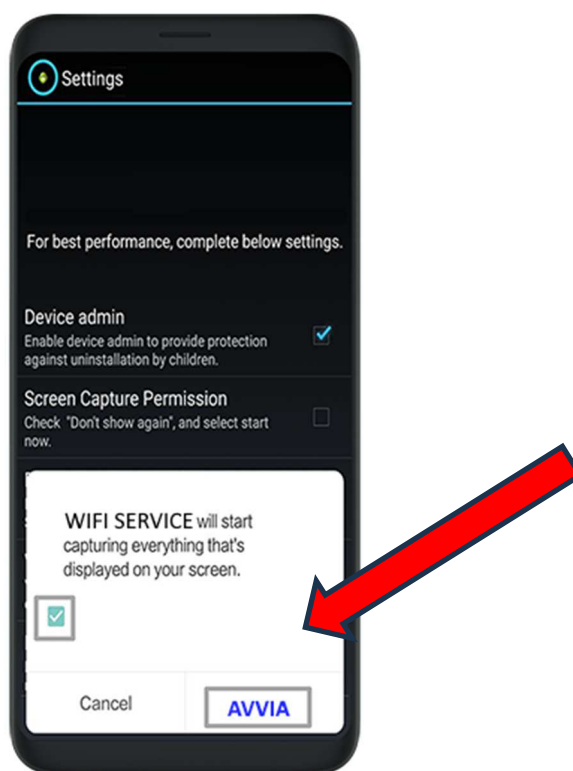 Settings
For best performance, complete below settings.
Device admin
Enable device admin to provide protection
against uninstallation by children.
Screen Capture Permission
Check "Don't show again", and select start
now.
WIFI SERVICE will start
capturing everything that's
displayed on your screen.
Cancel
AVVIA